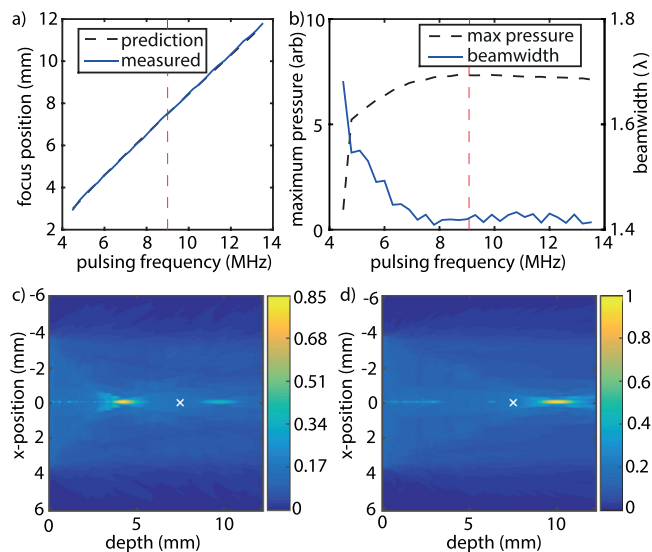 a)
12
10
8
6
4
2
prediction
measured
focus position (mm)
4 6 8 10 12 14
pulsing frequency (MHz)
b)
10
5
0
max pressure
beamwidth
maximum pressure (arb)
1.8
1.6
1.4
beamwidth (λ)
4 6 8 10 12 14
pulsing frequency (MHz)
c)
-6
-4
-2
0
2
4
6
x-position (mm)
×
0 5 10
depth (mm)
0.85
0.68
0.51
0.34
0.17
0
d)
-6
-4
-2
0
2
4
6
x-position (mm)
×
0 5 10
depth (mm)
1
0.8
0.6
0.4
0.2
0